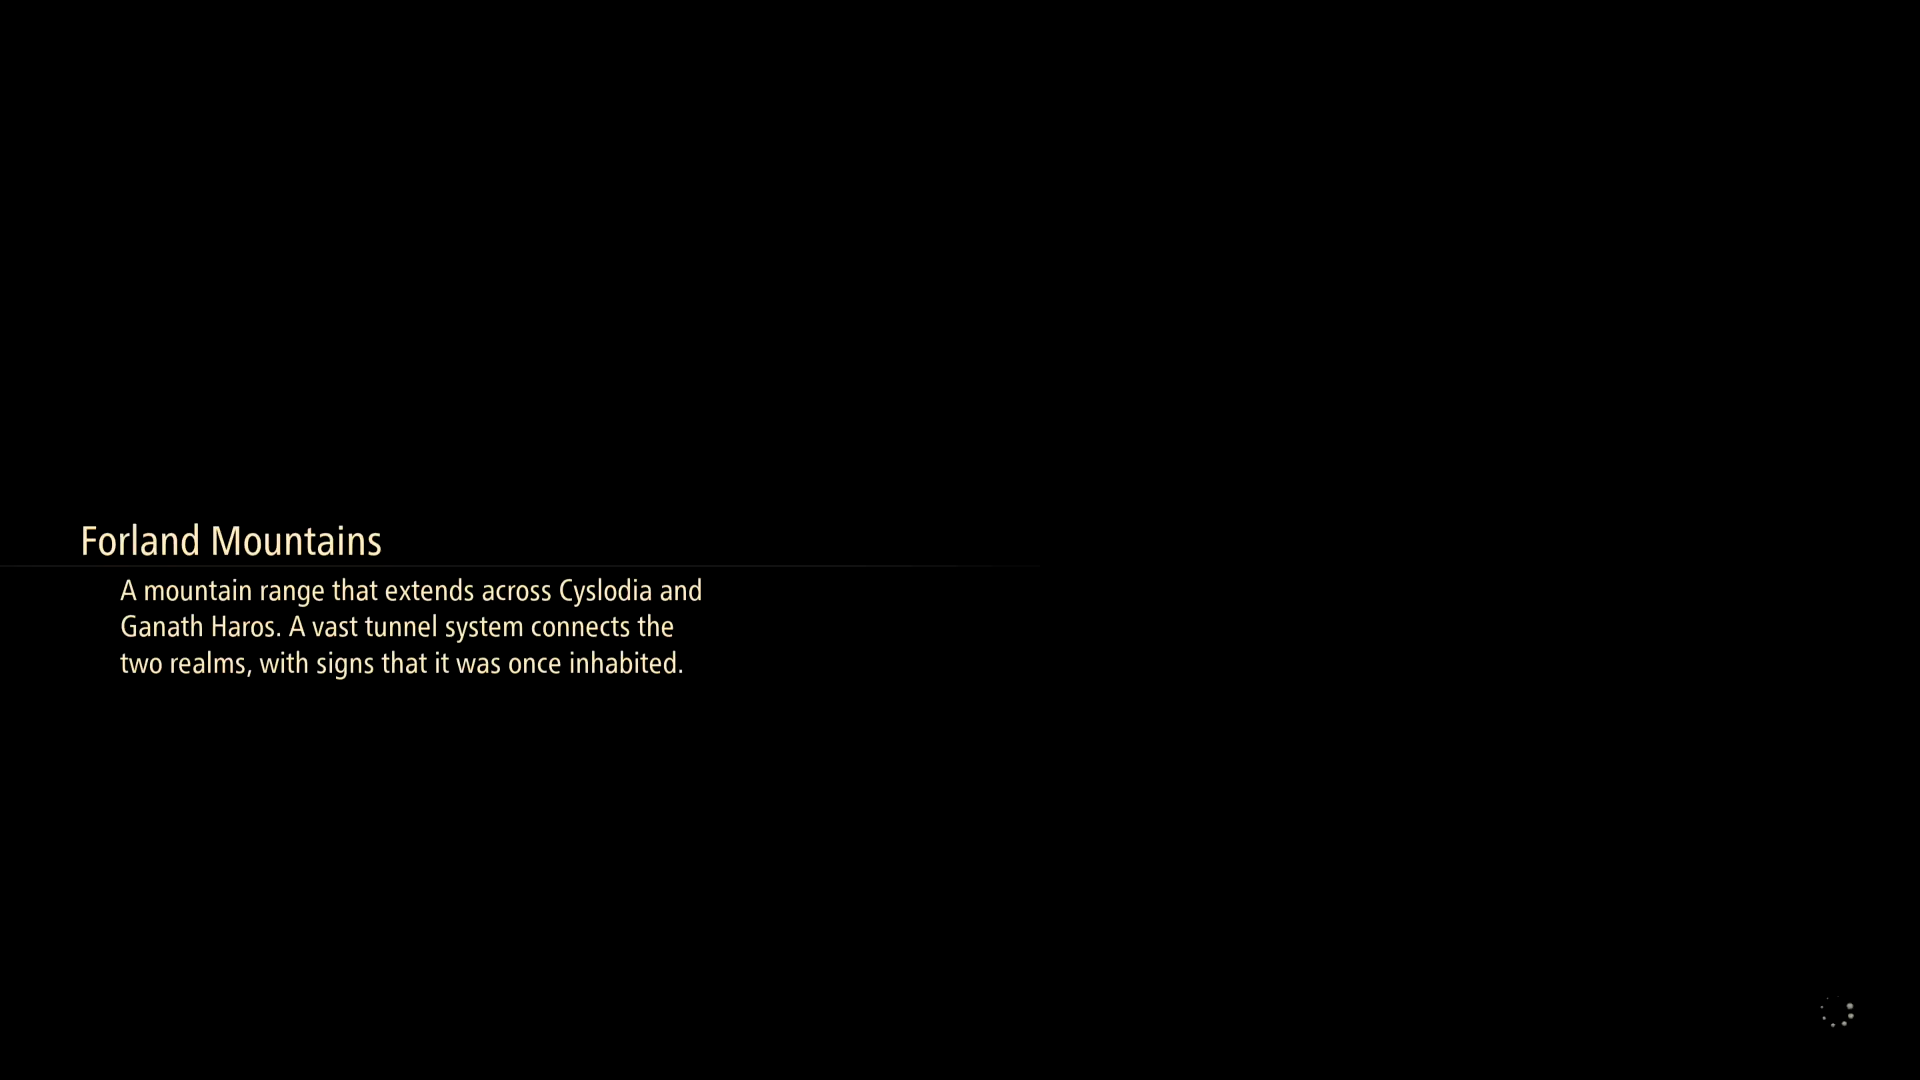 Forland Mountains
A mountain range that extends across Cyslodia and
Ganath Haros. A vast tunnel system connects the
two realms, with signs that it was once inhabited.